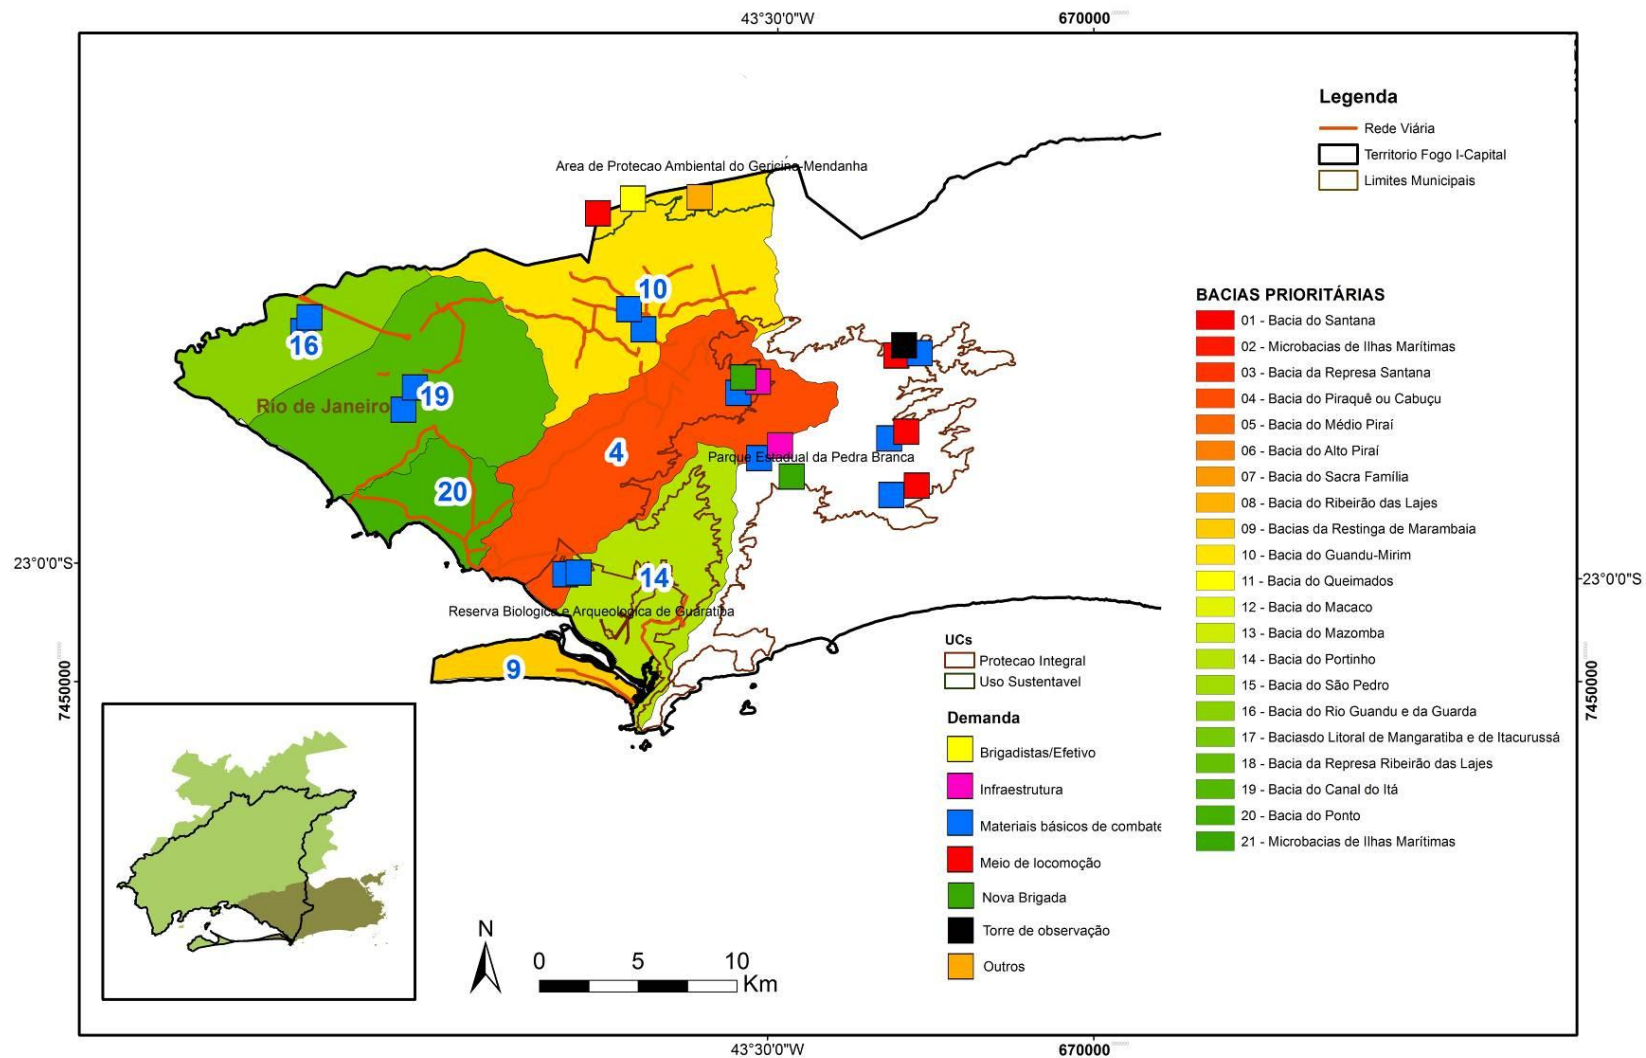 43°30'0"W
670000
Legenda
Rede Viária
Territorio Fogo I-Capital
Limites Municipais
Area de Protecao Ambiental do Gericino-Mendanha
10
16
19
Rio de Janeiro
4
Parque Estadual da Pedra Branca
20
23°0'0"S
23°0'0"S
14
Reserva Biologica e Arqueologica de Guaratiba
9
7450000
7450000
BACIAS PRIORITÁRIAS
01 - Bacia do Santana
02 - Microbacias de Ilhas Marítimas
03 - Bacia da Represa Santana
04 - Bacia do Piraquê ou Cabuçu
05 - Bacia do Médio Piraí
06 - Bacia do Alto Piraí
07 - Bacia do Sacra Família
08 - Bacia do Ribeirão das Lajes
09 - Bacias da Restinga de Marambaia
10 - Bacia do Guandu-Mirim
11 - Bacia do Queimados
12 - Bacia do Macaco
13 - Bacia do Mazomba
14 - Bacia do Portinho
15 - Bacia do São Pedro
16 - Bacia do Rio Guandu e da Guarda
17 - Baciasdo Litoral de Mangaratiba e de Itacurussá
18 - Bacia da Represa Ribeirão das Lajes
19 - Bacia do Canal do Itá
20 - Bacia do Ponto
21 - Microbacias de Ilhas Marítimas
UCs
Protecao Integral
Uso Sustentavel
Demanda
Brigadistas/Efetivo
Infraestrutura
Materiais básicos de combate
Meio de locomoção
Nova Brigada
Torre de observação
Outros
N
0 5 10
Km
43°30'0"W
670000